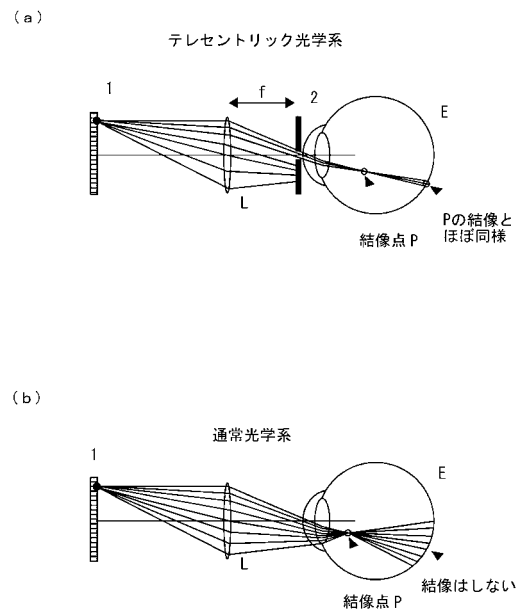 (a)
テレセントリック光学系
1
f
2
E
L
結像点P
Pの結像と
ほぼ同様
(b)
通常光学系
1
E
L
結像点P
結像はしない